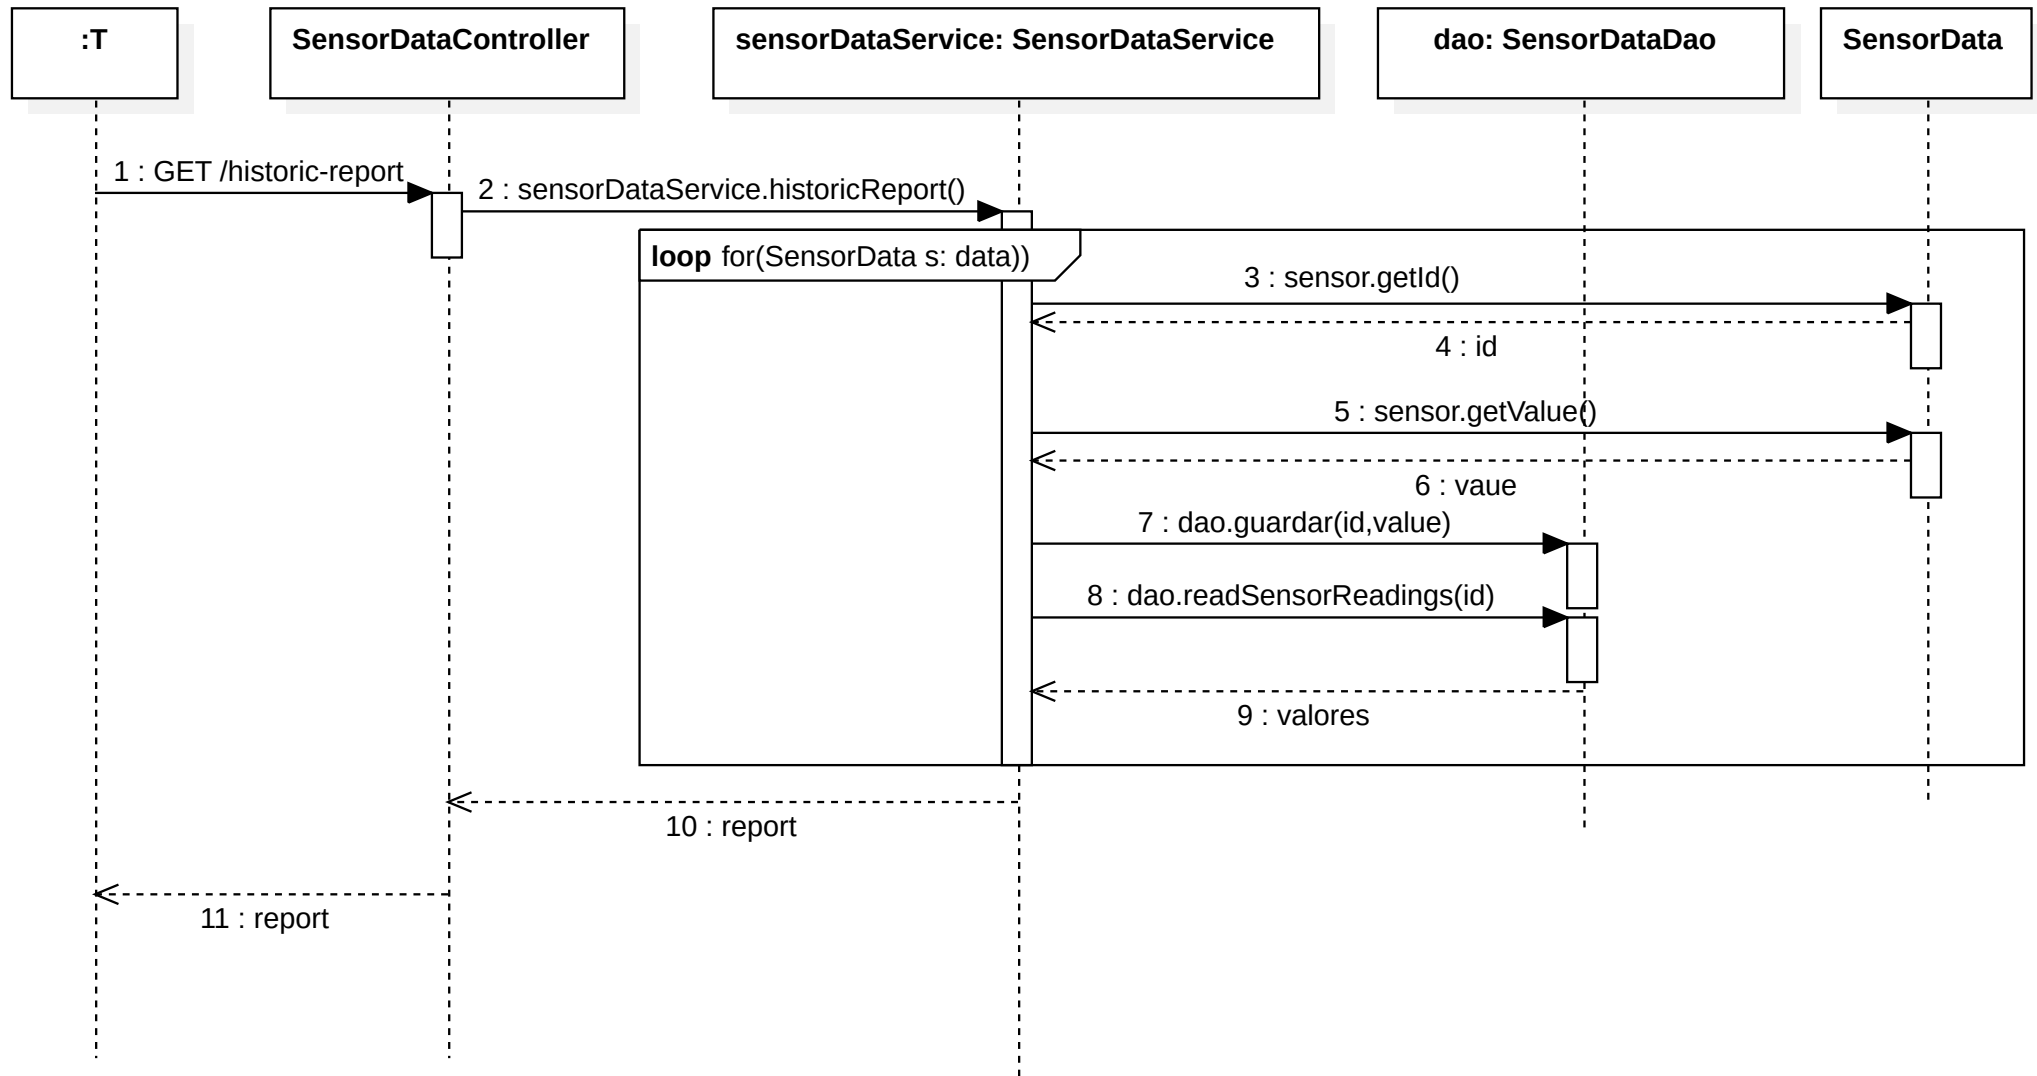 :T
SensorDataController
sensorDataService: SensorDataService
dao: SensorDataDao
SensorData
1 : GET /historic-report
2 : sensorDataService.historicReport()
loop for(SensorData s: data))
3 : sensor.getId()
4 : id
5 : sensor.getValue()
6 : vaue
7 : dao.guardar(id,value)
8 : dao.readSensorReadings(id)
9 : valores
10 : report
11 : report